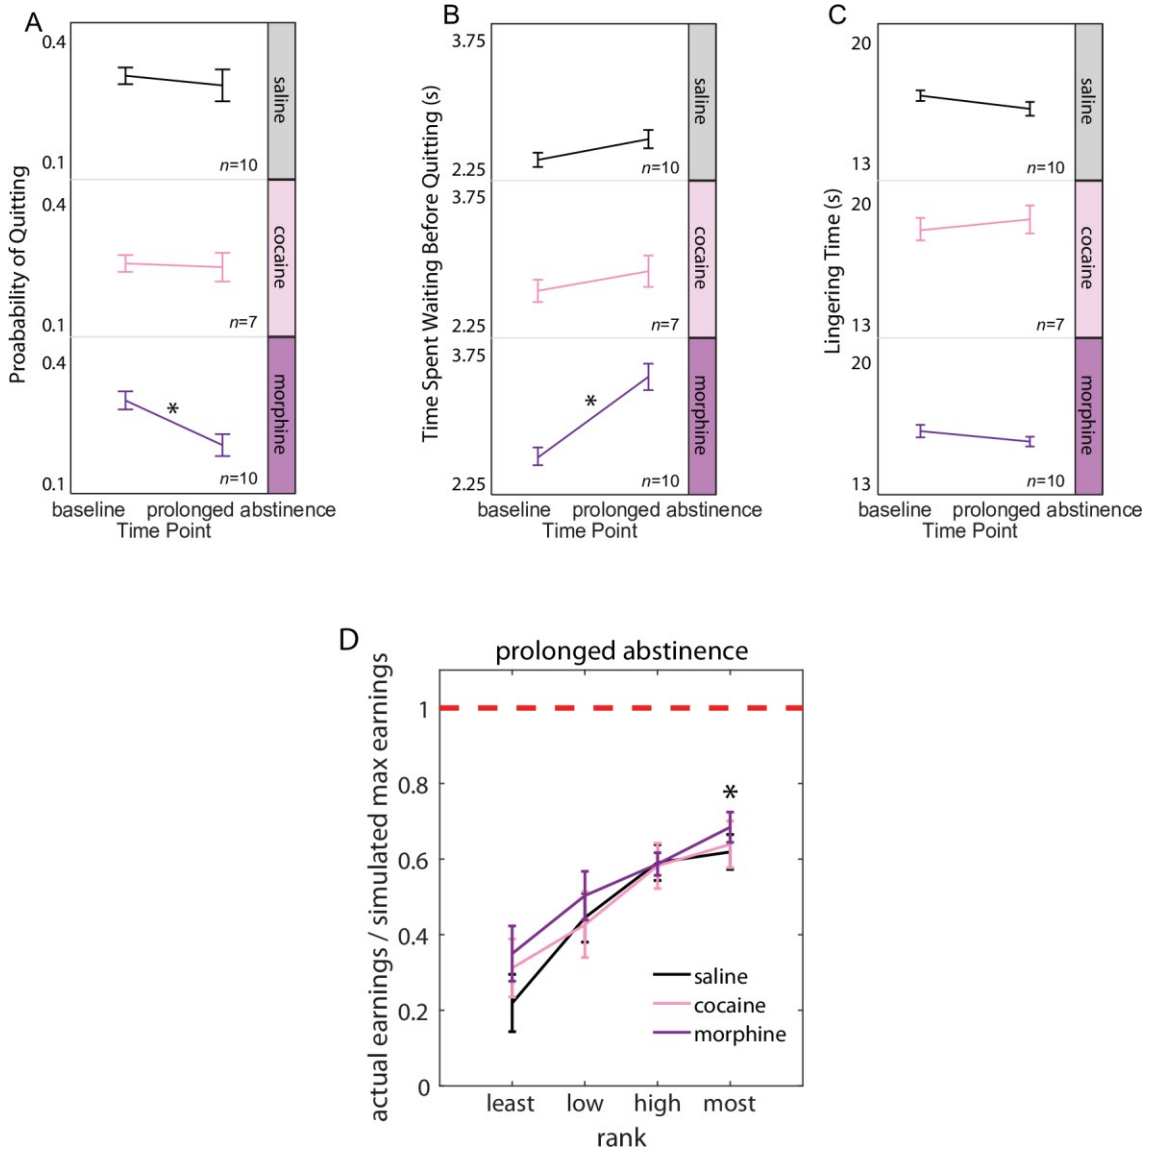 A
Proabability of Quitting
0.4
0.1
saline
n=10
0.4
0.1
cocaine
n=7
0.4
0.1
*
morphine
n=10
baseline
prolonged abstinence
Time Point
B
Time Spent Waiting Before Quitting (s)
3.75
2.25
saline
n=10
3.75
2.25
cocaine
n=7
3.75
2.25
*
morphine
n=10
baseline
prolonged abstinence
Time Point
C
Lingering Time (s)
20
13
saline
n=10
20
13
cocaine
n=7
20
13
morphine
n=10
baseline
prolonged abstinence
Time Point
D
prolonged abstinence
actual earnings / simulated max earnings
1
0.8
0.6
0.4
0.2
0
*
saline
cocaine
morphine
least
low
high
most
rank